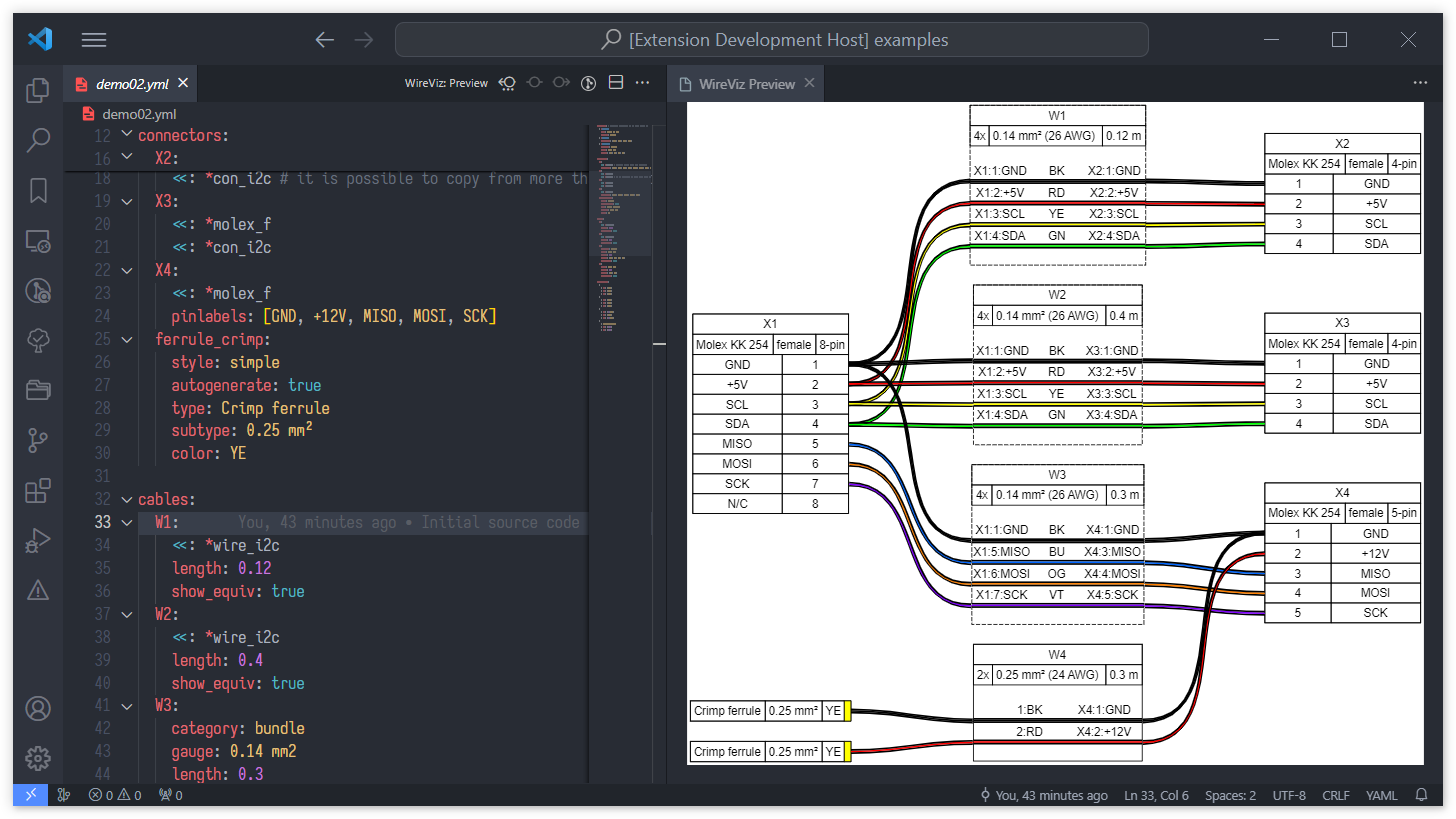 [Extension Development Host] examples
demo02.yml
WireViz: Preview
demo02.yml
12 connectors:
16 X2:
18 <<: *con_i2c # it is possible to copy from more th
19 X3:
20 <<: *molex_f
21 <<: *con_i2c
22 X4:
23 <<: *molex_f
24 pinlabels: [GND, +12V, MISO, MOSI, SCK]
25 ferrule_crimp:
26 style: simple
27 autogenerate: true
28 type: Crimp ferrule
29 subtype: 0.25 mm²
30 color: YE
31
32 cables:
33 W1: You, 43 minutes ago • Initial source code
34 <<: *wire_i2c
35 length: 0.12
36 show_equiv: true
37 W2:
38 <<: *wire_i2c
39 length: 0.4
40 show_equiv: true
41 W3:
42 category: bundle
43 gauge: 0.14 mm2
44 length: 0.3
WireViz Preview
X1
Molex KK 254 female 8-pin
GND 1
+5V 2
SCL 3
SDA 4
MISO 5
MOSI 6
SCK 7
N/C 8
Crimp ferrule 0.25 mm² YE
Crimp ferrule 0.25 mm² YE
W1
4x 0.14 mm² (26 AWG) 0.12 m
X1:1:GND BK X2:1:GND
X1:2:+5V RD X2:2:+5V
X1:3:SCL YE X2:3:SCL
X1:4:SDA GN X2:4:SDA
W2
4x 0.14 mm² (26 AWG) 0.4 m
X1:1:GND BK X3:1:GND
X1:2:+5V RD X3:2:+5V
X1:3:SCL YE X3:3:SCL
X1:4:SDA GN X3:4:SDA
W3
4x 0.14 mm² (26 AWG) 0.3 m
X1:1:GND BK X4:1:GND
X1:5:MISO BU X4:3:MISO
X1:6:MOSI OG X4:4:MOSI
X1:7:SCK VT X4:5:SCK
W4
2x 0.25 mm² (24 AWG) 0.3 m
1:BK X4:1:GND
2:RD X4:2:+12V
X2
Molex KK 254 female 4-pin
1 GND
2 +5V
3 SCL
4 SDA
X3
Molex KK 254 female 4-pin
1 GND
2 +5V
3 SCL
4 SDA
X4
Molex KK 254 female 5-pin
1 GND
2 +12V
3 MISO
4 MOSI
5 SCK
0 0 0
You, 43 minutes ago Ln 33, Col 6 Spaces: 2 UTF-8 CRLF YAML